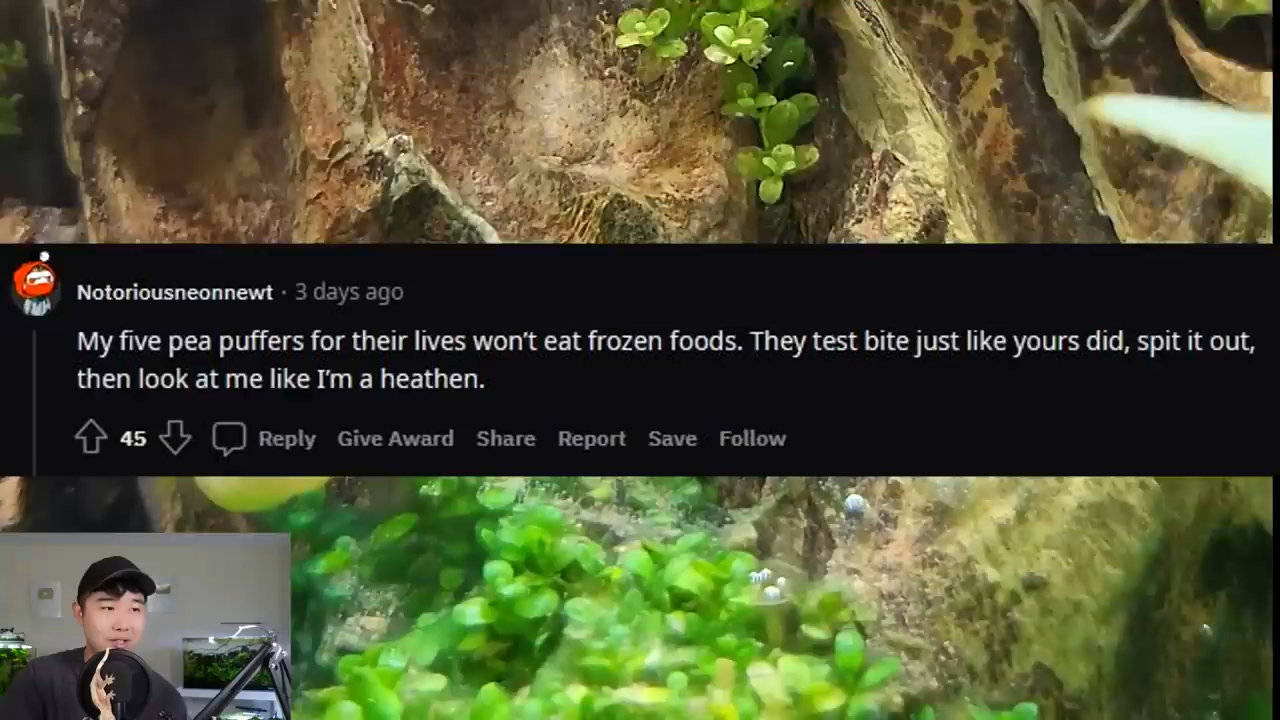 Notoriousneonnewt · 3 days ago
My five pea puffers for their lives won’t eat frozen foods. They test bite just like yours did, spit it out,
then look at me like I’m a heathen.
45 Reply Give Award Share Report Save Follow